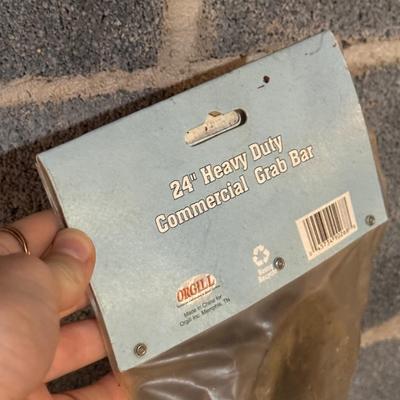 24" Heavy Duty
Commercial Grab Bar
ORGILL
Made in China for
Orgill Inc. Memphis, TN